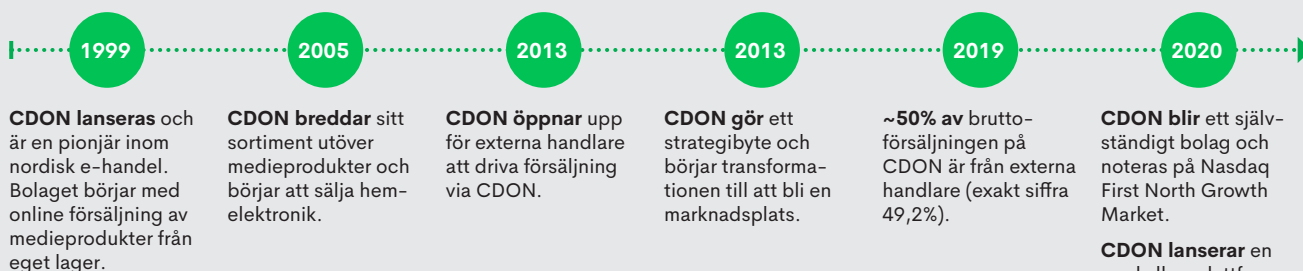 1999
CDON lanseras och
är en pionjär inom
nordisk e-handel.
Bolaget börjar med
online försäljning av
medieprodukter från
eget lager.
2005
CDON breddar sitt
sortiment utöver
medieprodukter och
börjar att sälja hem-
elektronik.
2013
CDON öppnar upp
för externa handlare
att driva försäljning
via CDON.
2013
CDON gör ett
strategibyte och
börjar transforma-
tionen till att bli en
marknadsplats.
2019
~50% av brutto-
försäljningen på
CDON är från externa
handlare (exakt siffra
49,2%).
2020
CDON blir ett själv-
ständigt bolag och
noteras på Nasdaq
First North Growth
Market.
CDON lanserar en